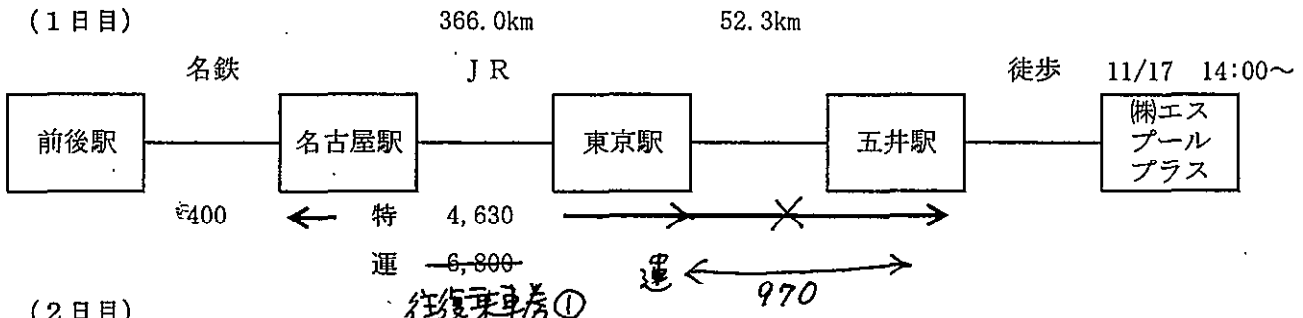 (1日目) 366.0km 52.3km
名鉄 JR 徒歩 11/17 14:00～
前後駅 名古屋駅 東京駅 五井駅 ㈱エス
プール
プラス
400 特 4,630
運 6,800 運 970
往復乗車券①
(2日目)